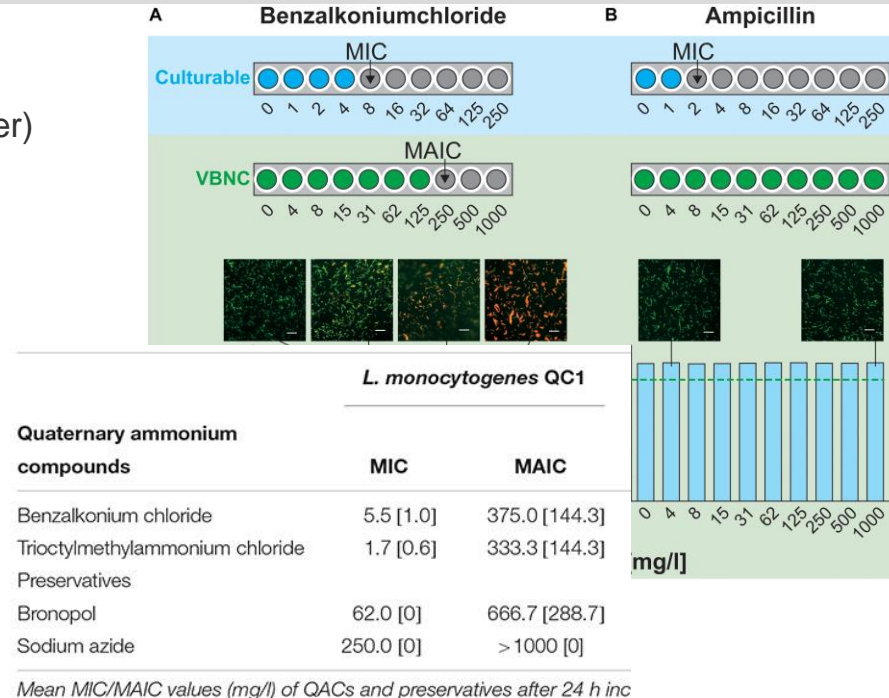 A Benzalkoniumchloride
B Ampicillin
er)
MIC
MIC
Culturable
0 1 2 4 8 16 32 64 125 250
0 1 2 4 8 16 32 64 125 250
MAIC
VBNC
0 4 8 15 31 62 125 250 500 1000
0 4 8 15 31 62 125 250 500 1000
L. monocytogenes QC1
Quaternary ammonium
compounds MIC MAIC
Benzalkonium chloride 5.5 [1.0] 375.0 [144.3]
Trioctylmethylammonium chloride 1.7 [0.6] 333.3 [144.3]
Preservatives
Bronopol 62.0 [0] 666.7 [288.7]
Sodium azide 250.0 [0] >1000 [0]
Mean MIC/MAIC values (mg/l) of QACs and preservatives after 24 h inc
0 4 8 15 31 62 125 250 500 1000
[mg/l]